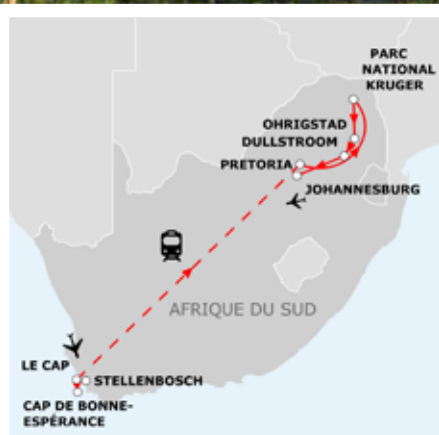 PARC
NATIONAL
KRUGER
OHRIGSTAD
DULLSTROOM
PRETORIA
JOHANNESBURG
AFRIQUE DU SUD
LE CAP
STELLENBOSCH
CAP DE BONNE-
ESPÉRANCE